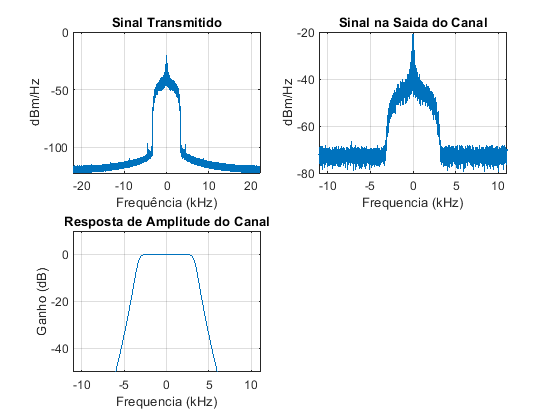 Sinal Transmitido
0
-50
-100
dBm/Hz
-20 -10 0 10 20
Frequência (kHz)
Sinal na Saida do Canal
-20
-40
-60
-80
dBm/Hz
-10 -5 0 5 10
Frequencia (kHz)
Resposta de Amplitude do Canal
0
-20
-40
Ganho (dB)
-10 -5 0 5 10
Frequencia (kHz)